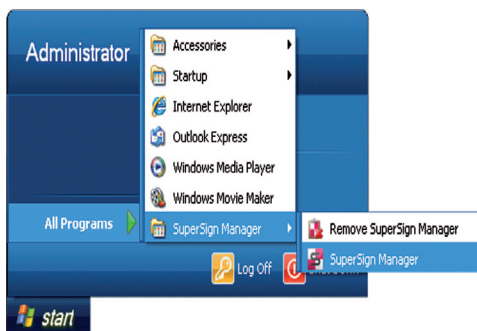 Administrator
Accessories
Startup
Internet Explorer
Outlook Express
Windows Media Player
Windows Movie Maker
All Programs
SuperSign Manager
Remove SuperSign Manager
SuperSign Manager
Log Off
start